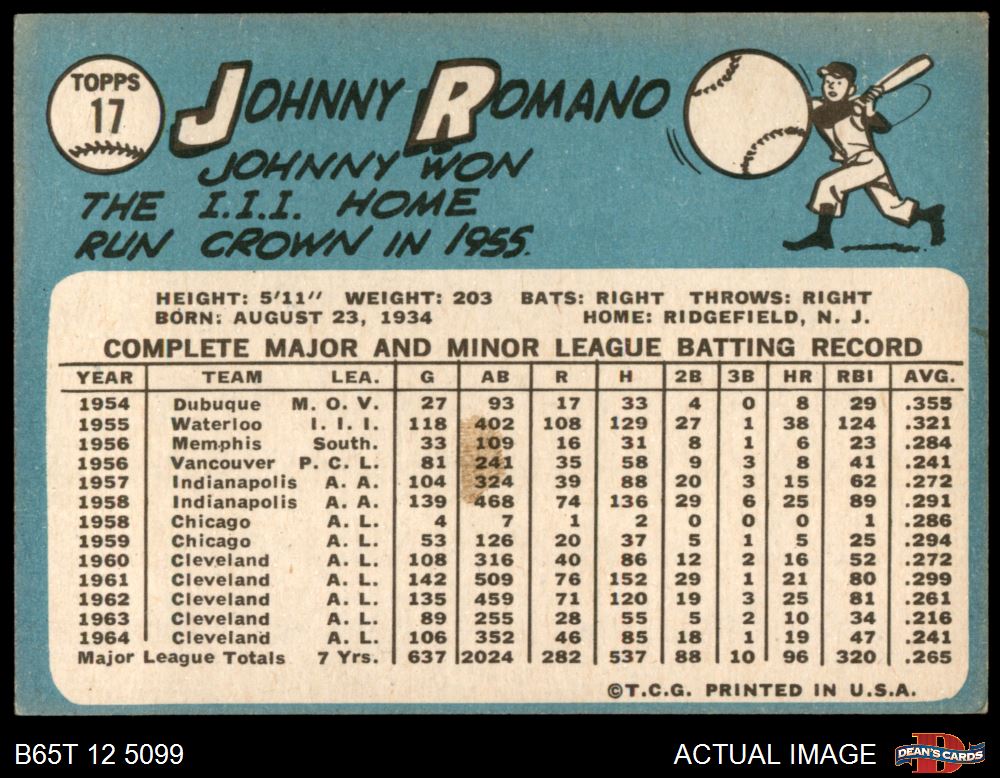 TOPPS
17
JOHNNY ROMANO
JOHNNY WON
THE I.I.I. HOME
RUN CROWN IN 1955.
HEIGHT: 5'11" WEIGHT: 203 BATS: RIGHT THROWS: RIGHT
BORN: AUGUST 23, 1934 HOME: RIDGEFIELD, N. J.
COMPLETE MAJOR AND MINOR LEAGUE BATTING RECORD
YEAR TEAM LEA. G AB R H 2B 3B HR RBI AVG.
1954 Dubuque M. O. V. 27 93 17 33 4 0 8 29 .355
1955 Waterloo I. I. I. 118 402 108 129 27 1 38 124 .321
1956 Memphis South. 33 109 16 31 8 1 6 23 .284
1956 Vancouver P. C. L. 81 241 35 58 9 3 8 41 .241
1957 Indianapolis A. A. 104 324 39 88 20 3 15 62 .272
1958 Indianapolis A. A. 139 468 74 136 29 6 25 89 .291
1958 Chicago A. L. 4 7 1 2 0 0 0 1 .286
1959 Chicago A. L. 53 126 20 37 5 1 5 25 .294
1960 Cleveland A. L. 108 316 40 86 12 2 16 52 .272
1961 Cleveland A. L. 142 509 76 152 29 1 21 80 .299
1962 Cleveland A. L. 135 459 71 120 19 3 25 81 .261
1963 Cleveland A. L. 89 255 28 55 5 2 10 34 .216
1964 Cleveland A. L. 106 352 46 85 18 1 19 47 .241
Major League Totals 7 Yrs. 637 2024 282 537 88 10 96 320 .265
©T.C.G. PRINTED IN U.S.A.
B65T 12 5099 ACTUAL IMAGE D DEAN'S CARDS